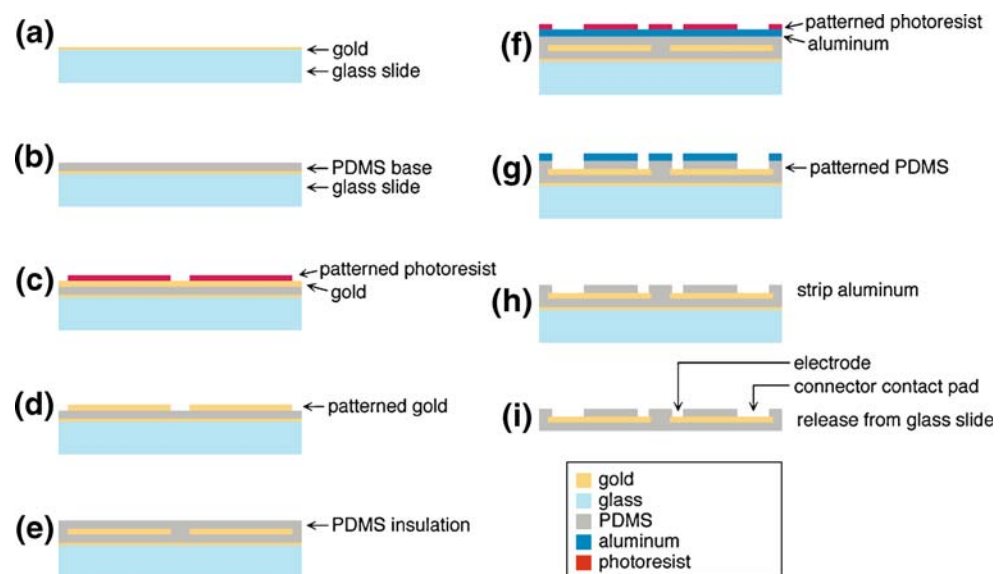 (a)
gold
glass slide
(b)
PDMS base
glass slide
(c)
patterned photoresist
gold
(d)
patterned gold
(e)
PDMS insulation
(f)
patterned photoresist
aluminum
(g)
patterned PDMS
(h)
strip aluminum
electrode
connector contact pad
(i)
release from glass slide
gold
glass
PDMS
aluminum
photoresist